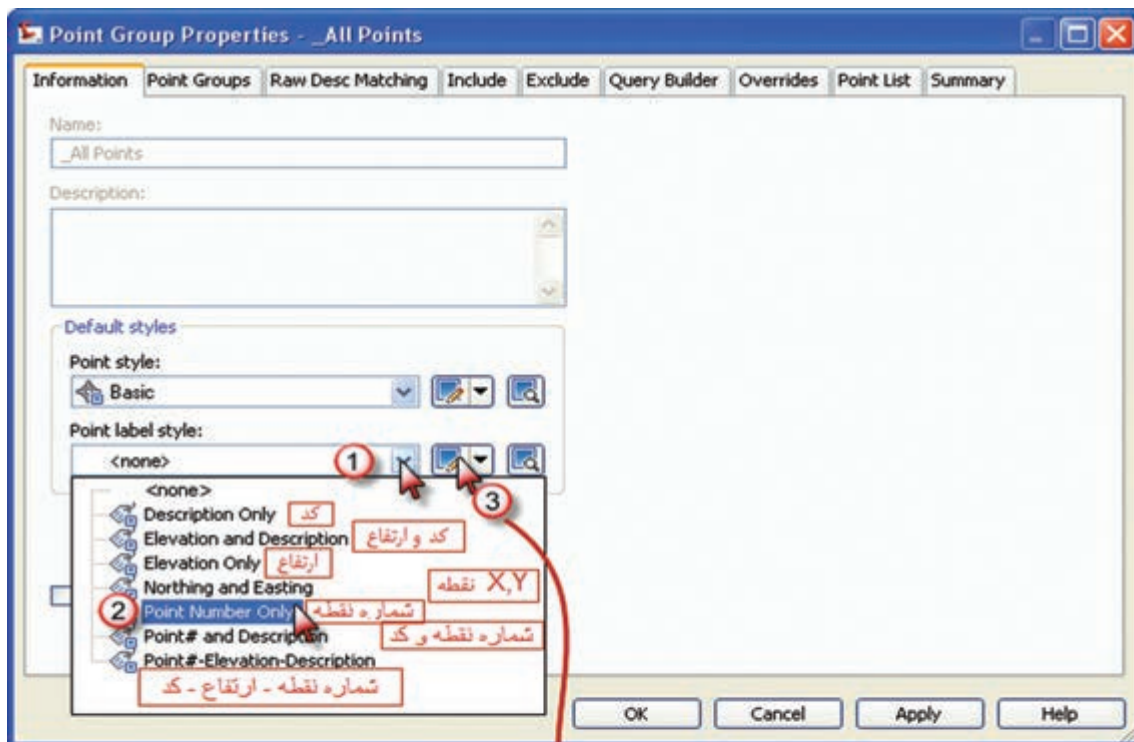 Point Group Properties - _All Points
Information Point Groups Raw Desc Matching Include Exclude Query Builder Overrides Point List Summary
Name:
_All Points
Description:
Default styles
Point style:
Basic
Point label style:
<none> 1
3
<none>
Description Only کد
Elevation and Description کد و ارتفاع
Elevation Only ارتفاع
Northing and Easting X,Y نقطه
2 Point Number Only شماره نقطه
Point# and Description شماره نقطه و کد
Point#-Elevation-Description
شماره نقطه - ارتفاع - کد
OK Cancel Apply Help